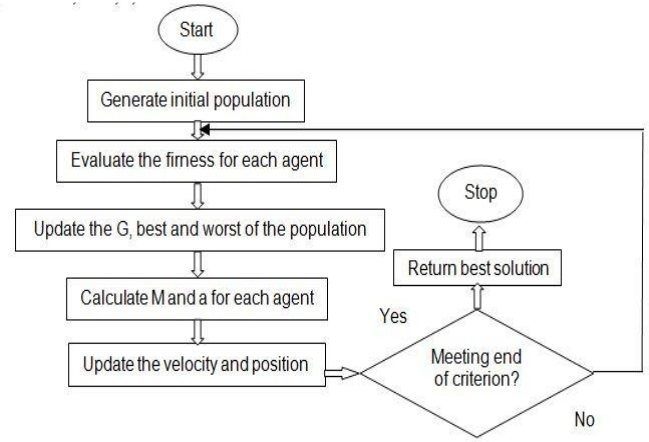 Start
Generate initial population
Evaluate the firness for each agent
Update the G, best and worst of the population
Calculate M and a for each agent
Update the velocity and position
Meeting end
of criterion?
Yes
Return best solution
Stop
No